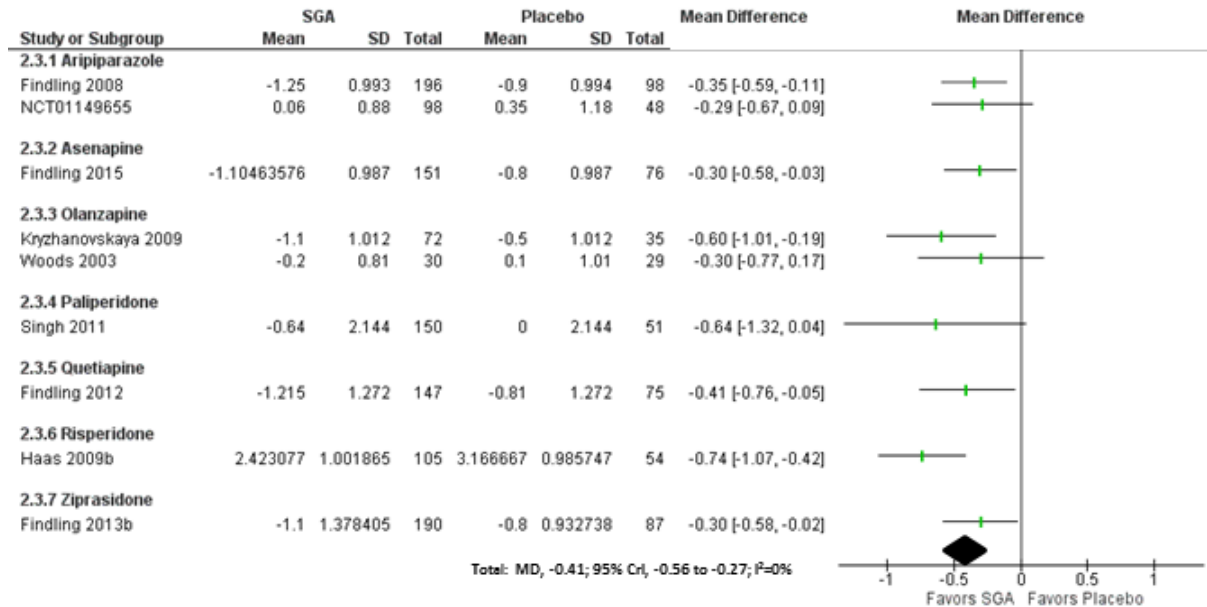 SGA Placebo Mean Difference Mean Difference
Study or Subgroup Mean SD Total Mean SD Total
2.3.1 Aripiparazole
Findling 2008 -1.25 0.993 196 -0.9 0.994 98 -0.35 [-0.59, -0.11]
NCT01149655 0.06 0.88 98 0.35 1.18 48 -0.29 [-0.67, 0.09]
2.3.2 Asenapine
Findling 2015 -1.10463576 0.987 151 -0.8 0.987 76 -0.30 [-0.58, -0.03]
2.3.3 Olanzapine
Kryzhanovskaya 2009 -1.1 1.012 72 -0.5 1.012 35 -0.60 [-1.01, -0.19]
Woods 2003 -0.2 0.81 30 0.1 1.01 29 -0.30 [-0.77, 0.17]
2.3.4 Paliperidone
Singh 2011 -0.64 2.144 150 0 2.144 51 -0.64 [-1.32, 0.04]
2.3.5 Quetiapine
Findling 2012 -1.215 1.272 147 -0.81 1.272 75 -0.41 [-0.76, -0.05]
2.3.6 Risperidone
Haas 2009b 2.423077 1.001865 105 3.166667 0.985747 54 -0.74 [-1.07, -0.42]
2.3.7 Ziprasidone
Findling 2013b -1.1 1.378405 190 -0.8 0.932738 87 -0.30 [-0.58, -0.02]
Total: MD, -0.41; 95% CrI, -0.56 to -0.27; I²=0%
-1 -0.5 0 0.5 1
Favors SGA Favors Placebo